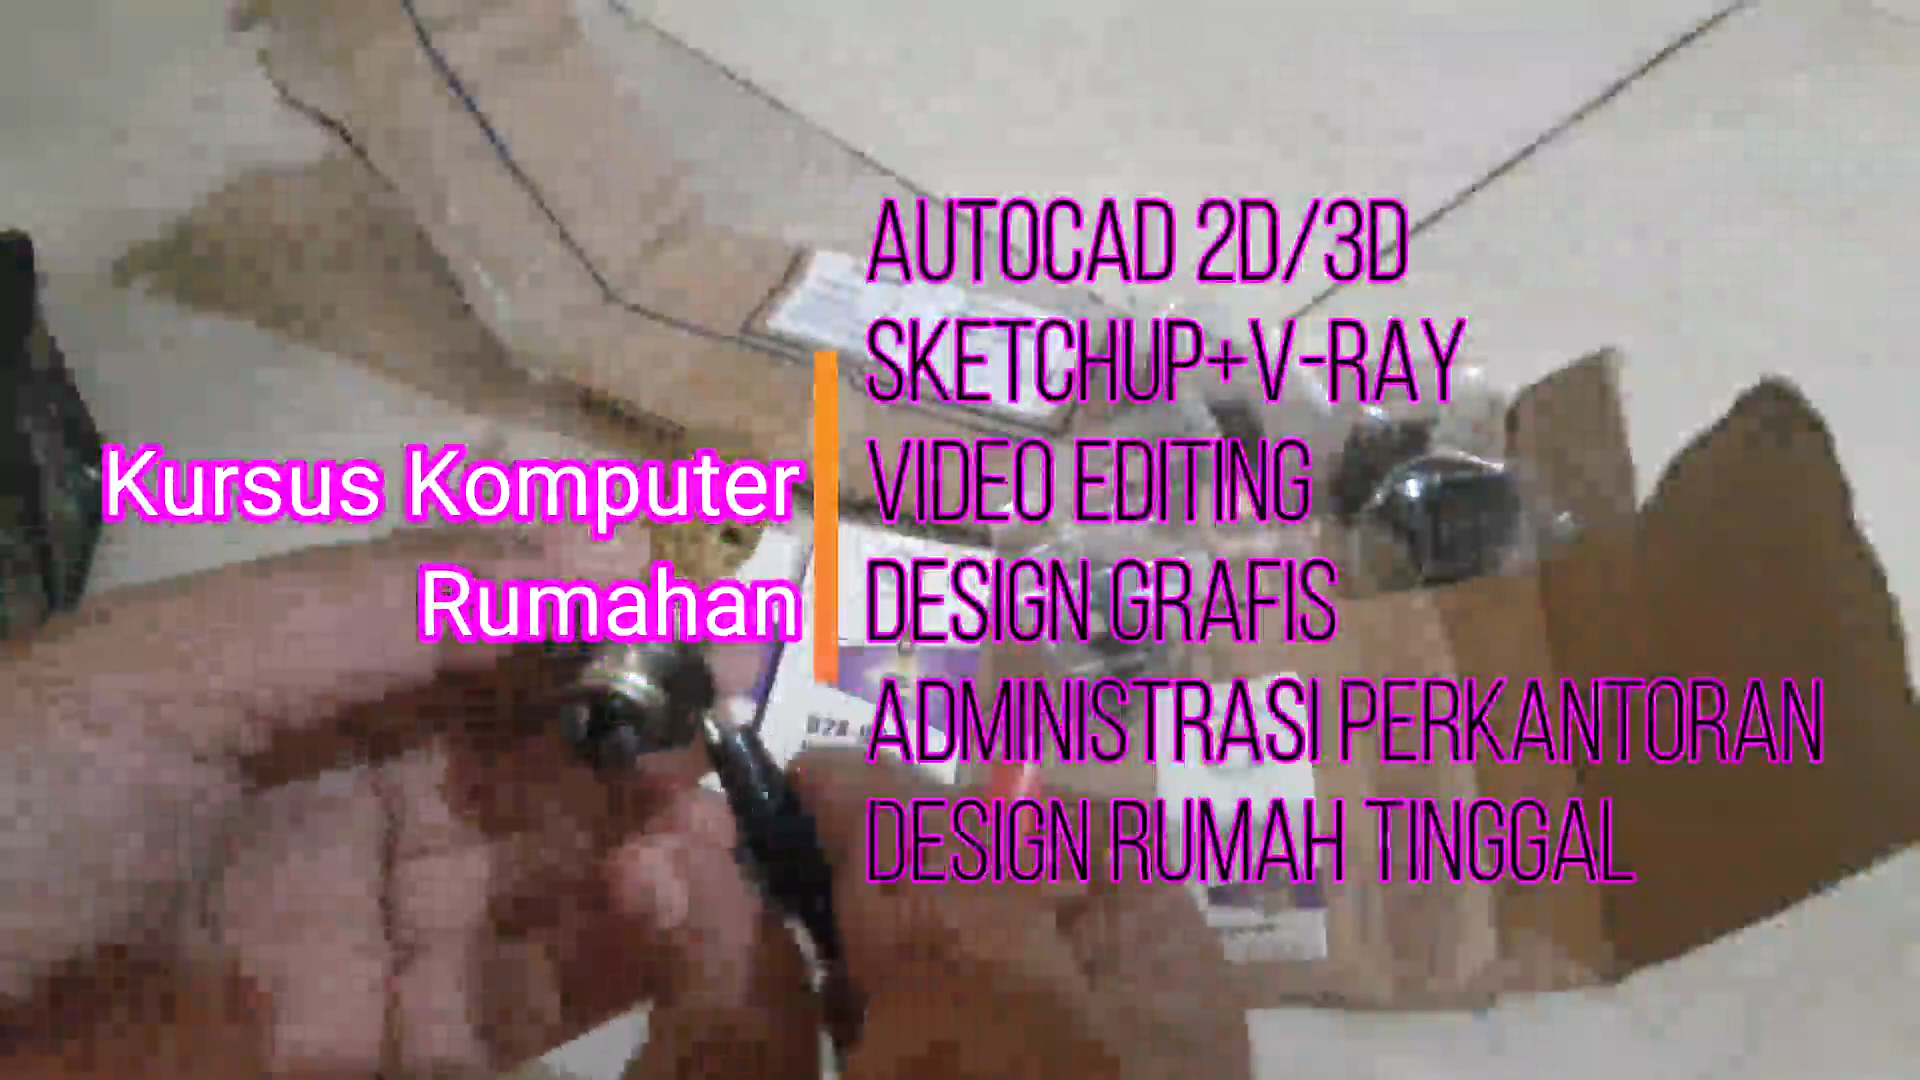 Kursus Komputer
Rumahan
AUTOCAD 2D/3D
SKETCHUP+V-RAY
VIDEO EDITING
DESIGN GRAFIS
ADMINISTRASI PERKANTORAN
DESIGN RUMAH TINGGAL